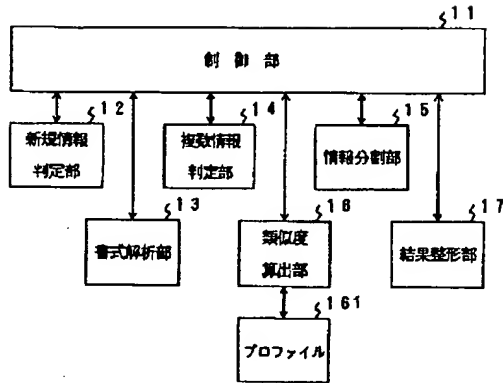 11
制御部
12
新規情報
判定部
14
複数情報
判定部
15
情報分割部
13
書式解析部
16
類似度
算出部
17
結果整形部
161
プロファイル